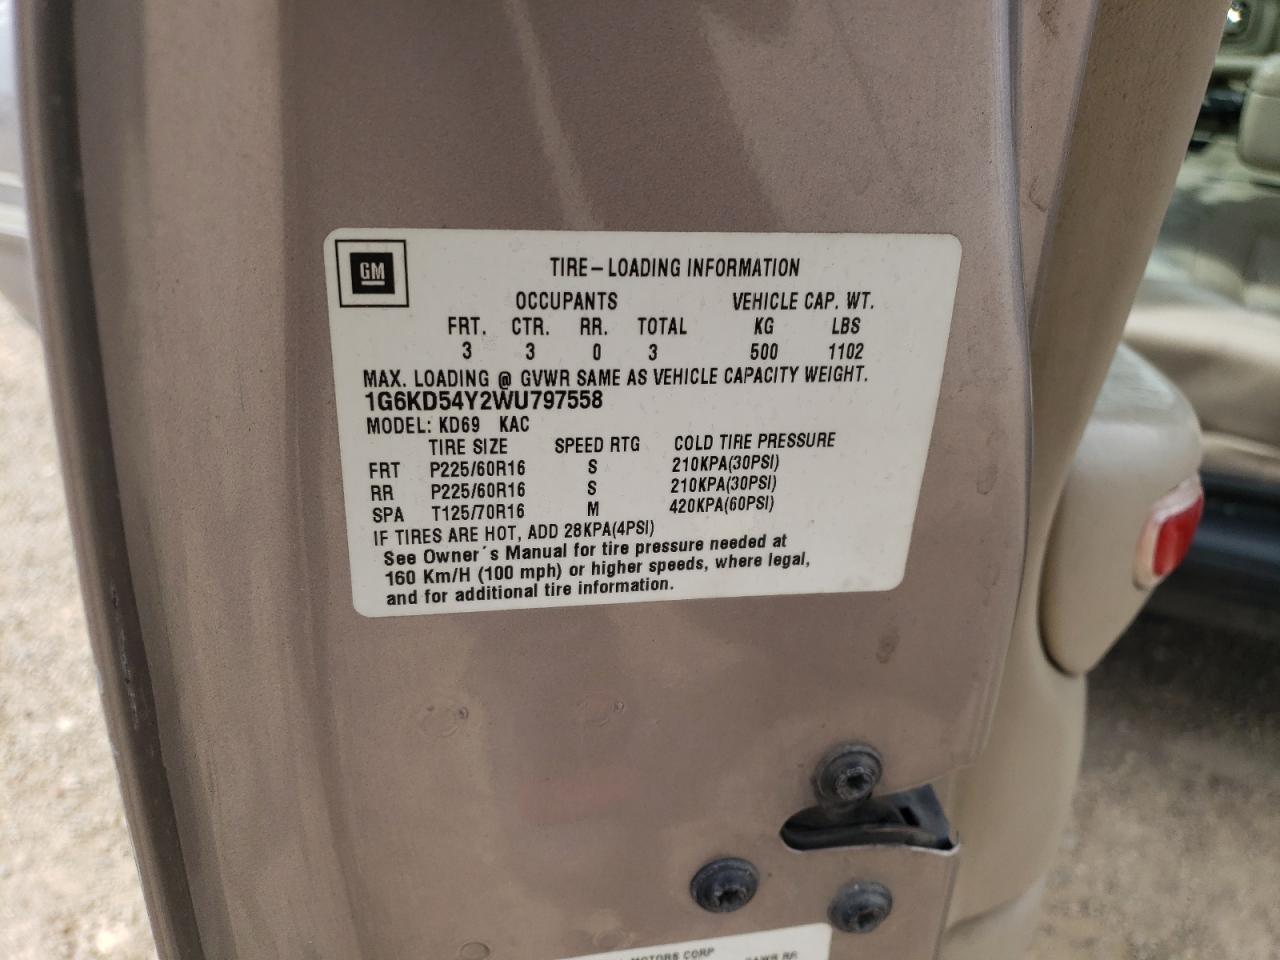 GM
TIRE-LOADING INFORMATION
OCCUPANTS VEHICLE CAP. WT.
FRT. CTR. RR. TOTAL KG LBS
3 3 0 3 500 1102
MAX. LOADING @ GVWR SAME AS VEHICLE CAPACITY WEIGHT.
1G6KD54Y2WU797558
MODEL: KD69 KAC
TIRE SIZE SPEED RTG COLD TIRE PRESSURE
FRT P225/60R16 S 210KPA(30PSI)
RR P225/60R16 S 210KPA(30PSI)
SPA T125/70R16 M 420KPA(60PSI)
IF TIRES ARE HOT, ADD 28KPA(4PSI)
See Owner's Manual for tire pressure needed at
160 Km/H (100 mph) or higher speeds, where legal,
and for additional tire information.
MOTORS CORP
RR